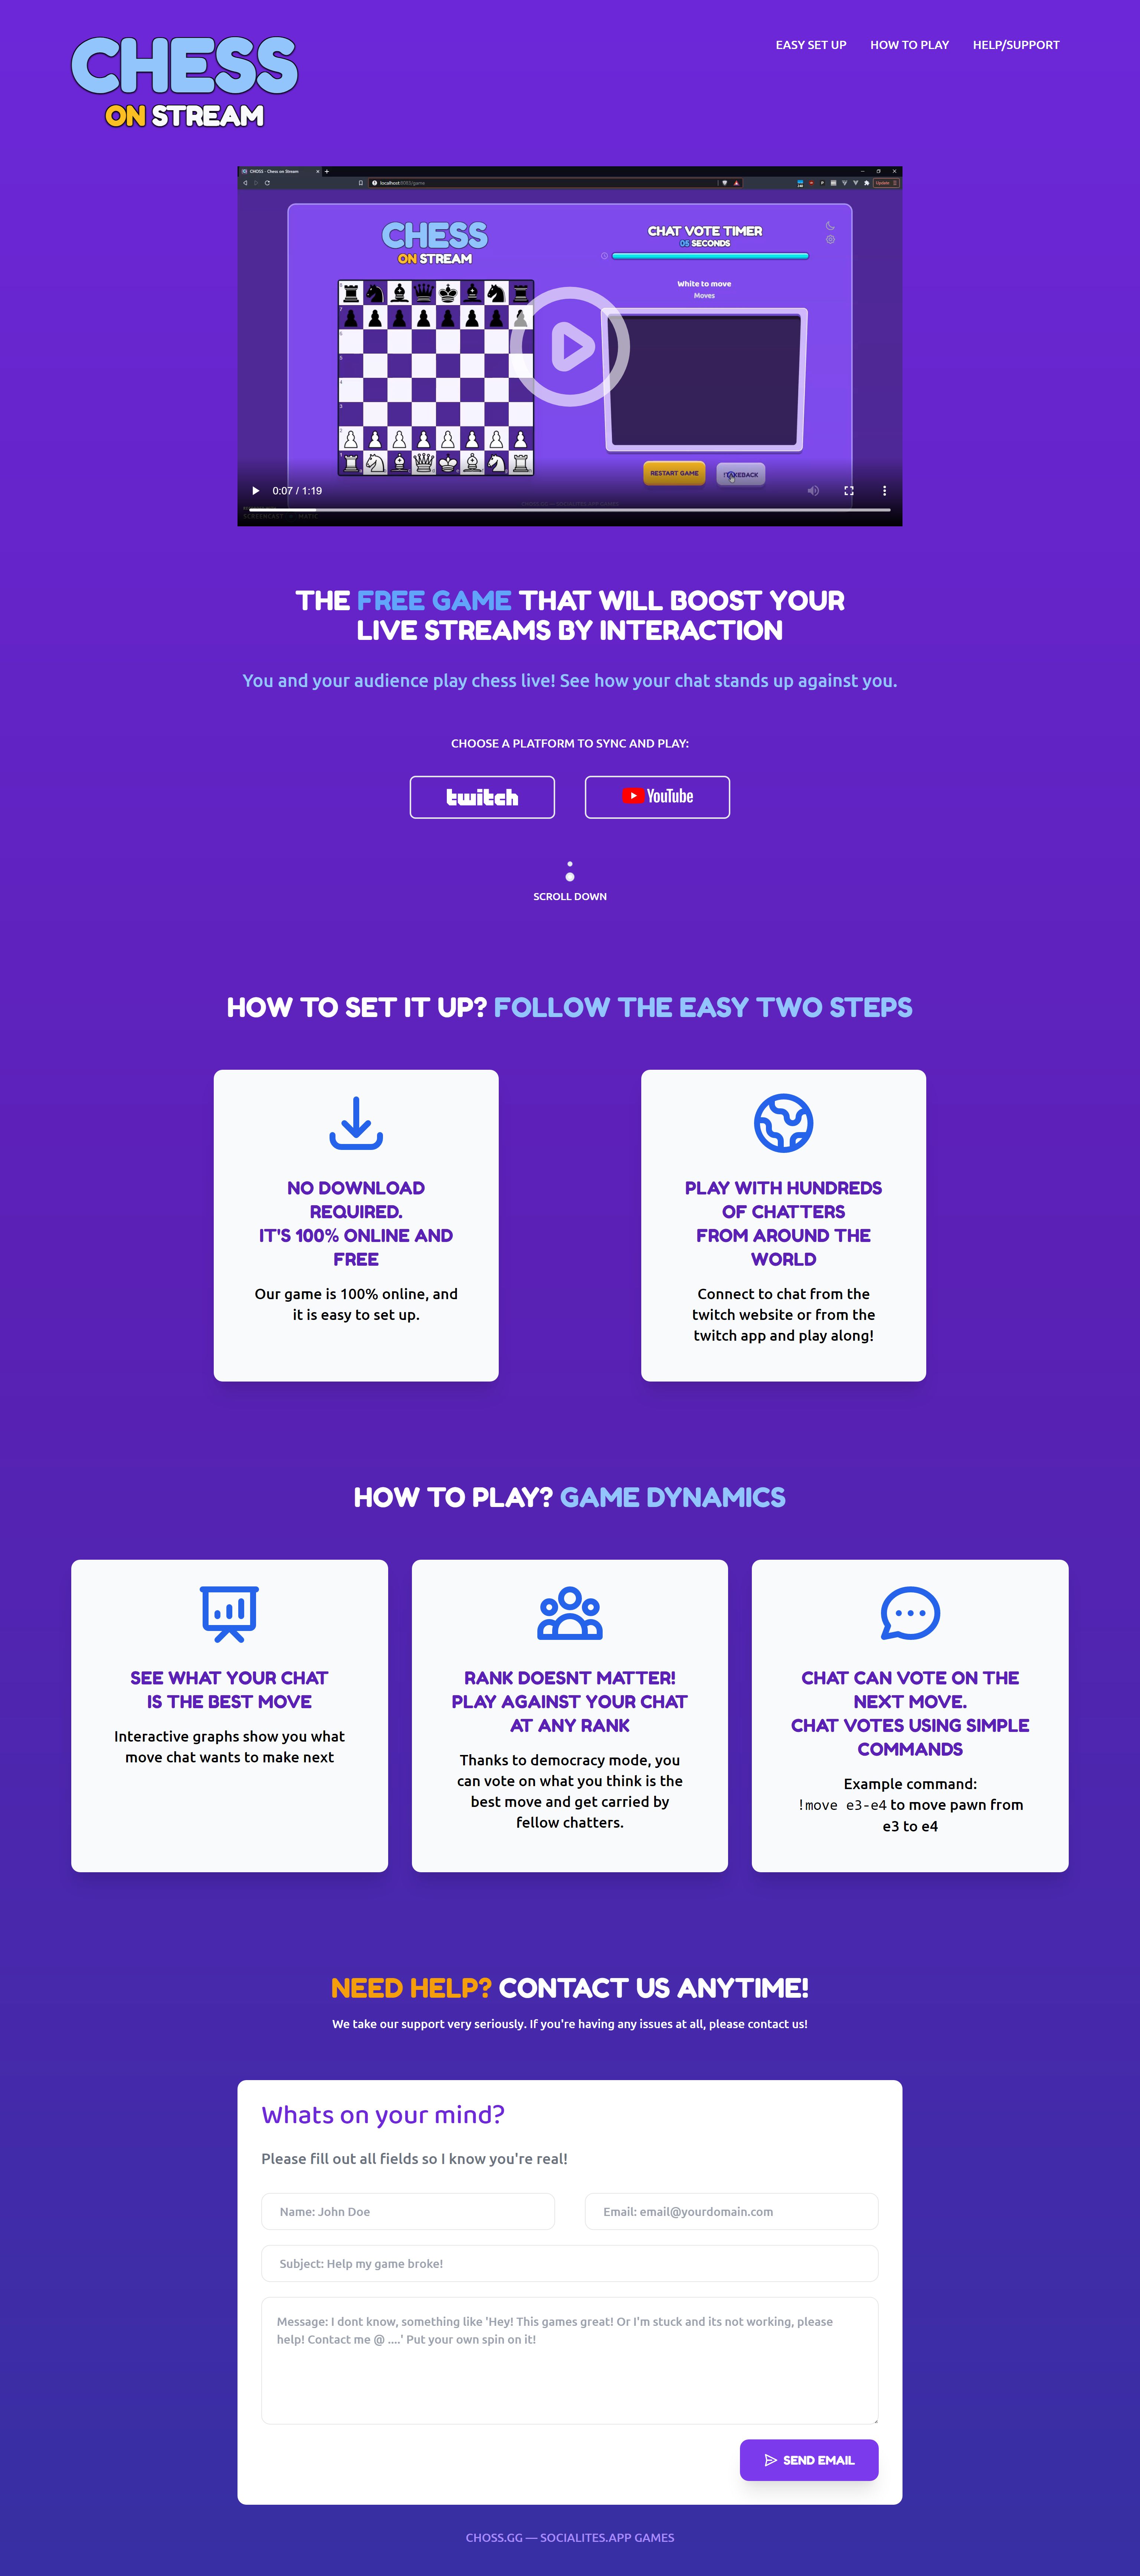 CHESS
ON STREAM
EASY SET UP
HOW TO PLAY
HELP/SUPPORT
CHOSS - Chess on Stream
localhost
/game
Update
CHESS
ON STREAM
CHAT VOTE TIMER
05 SECONDS
White to move
Moves
RESTART GAME
0:07 / 1:19
THE FREE GAME THAT WILL BOOST YOUR
LIVE STREAMS BY INTERACTION
You and your audience play chess live! See how your chat stands up against you.
CHOOSE A PLATFORM TO SYNC AND PLAY:
twitch
YouTube
SCROLL DOWN
HOW TO SET IT UP? FOLLOW THE EASY TWO STEPS
NO DOWNLOAD
REQUIRED.
IT'S 100% ONLINE AND
FREE
Our game is 100% online, and
it is easy to set up.
PLAY WITH HUNDREDS
OF CHATTERS
FROM AROUND THE
WORLD
Connect to chat from the
twitch website or from the
twitch app and play along!
HOW TO PLAY? GAME DYNAMICS
SEE WHAT YOUR CHAT
IS THE BEST MOVE
Interactive graphs show you what
move chat wants to make next
RANK DOESNT MATTER!
PLAY AGAINST YOUR CHAT
AT ANY RANK
Thanks to democracy mode, you
can vote on what you think is the
best move and get carried by
fellow chatters.
CHAT CAN VOTE ON THE
NEXT MOVE.
CHAT VOTES USING SIMPLE
COMMANDS
Example command:
!move e3-e4 to move pawn from
e3 to e4
NEED HELP? CONTACT US ANYTIME!
We take our support very seriously. If you're having any issues at all, please contact us!
Whats on your mind?
Please fill out all fields so I know you're real!
Name: John Doe
Email: email@yourdomain.com
Subject: Help my game broke!
Message: I dont know, something like 'Hey! This games great! Or I'm stuck and its not working, please
help! Contact me @ ....' Put your own spin on it!
SEND EMAIL
CHOSS.GG — SOCIALITES.APP GAMES